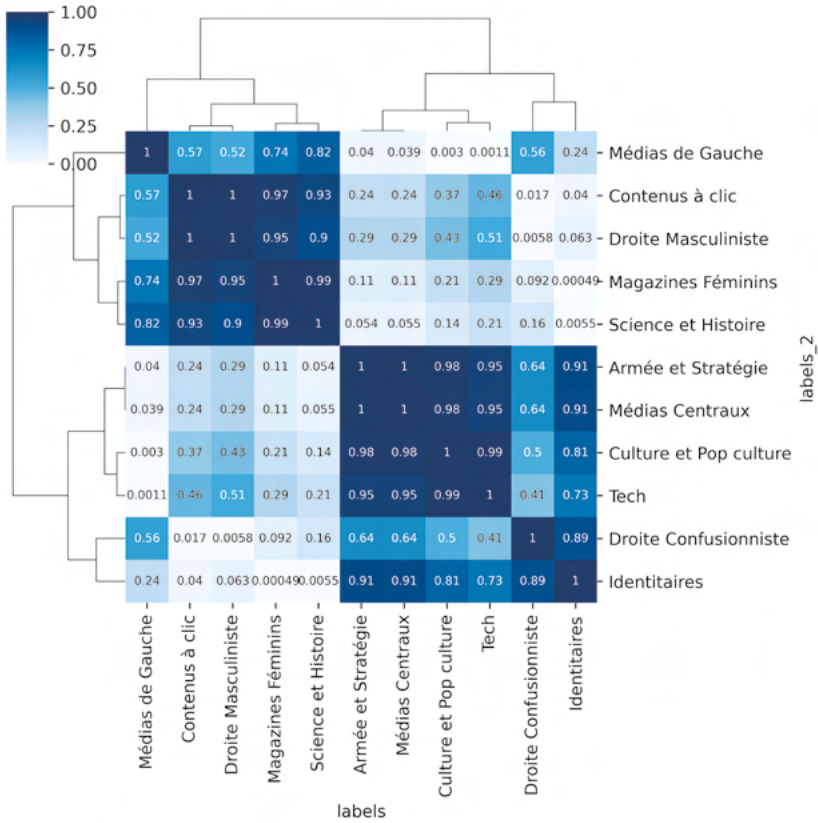 1.00
0.75
0.50
0.25
0.00
1 0.57 0.52 0.74 0.82 0.04 0.039 0.003 0.0011 0.56 0.24 Médias de Gauche
0.57 1 1 0.97 0.93 0.24 0.24 0.37 0.46 0.017 0.04 Contenus à clic
0.52 1 1 0.95 0.9 0.29 0.29 0.43 0.51 0.0058 0.063 Droite Masculiniste
0.74 0.97 0.95 1 0.99 0.11 0.11 0.21 0.29 0.092 0.00049 Magazines Féminins
0.82 0.93 0.9 0.99 1 0.054 0.055 0.14 0.21 0.16 0.0055 Science et Histoire
labels_2
0.04 0.24 0.29 0.11 0.054 1 1 0.98 0.95 0.64 0.91 Armée et Stratégie
0.039 0.24 0.29 0.11 0.055 1 1 0.98 0.95 0.64 0.91 Médias Centraux
0.003 0.37 0.43 0.21 0.14 0.98 0.98 1 0.99 0.5 0.81 Culture et Pop culture
0.0011 0.46 0.51 0.29 0.21 0.95 0.95 0.99 1 0.41 0.73 Tech
0.56 0.017 0.0058 0.092 0.16 0.64 0.64 0.5 0.41 1 0.89 Droite Confusionniste
0.24 0.04 0.063 0.00049 0.0055 0.91 0.91 0.81 0.73 0.89 1 Identitaires
Médias de Gauche
Contenus à clic
Droite Masculiniste
Magazines Féminins
Science et Histoire
Armée et Stratégie
Médias Centraux
Culture et Pop culture
Tech
Droite Confusionniste
Identitaires
labels